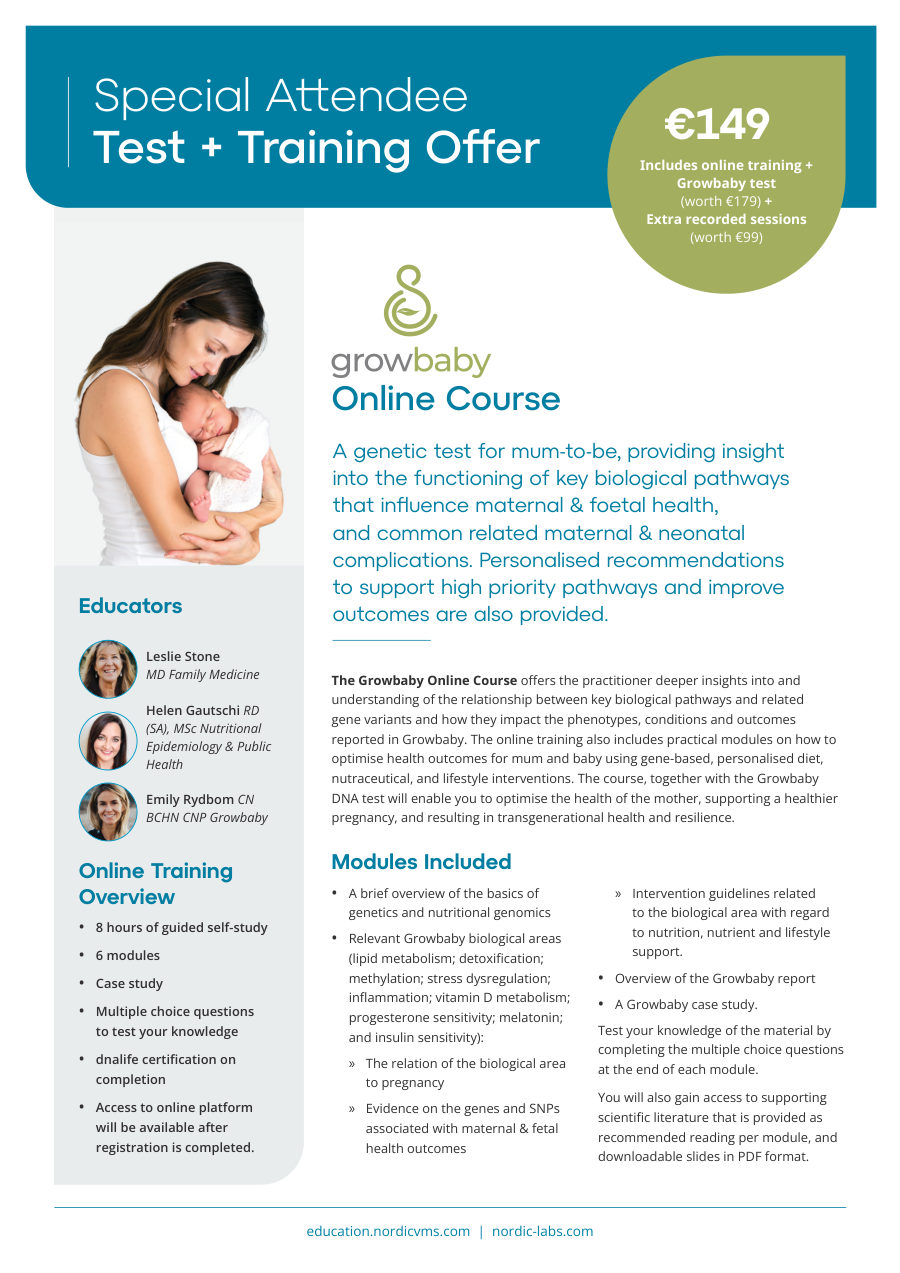 Special Attendee
Test + Training Offer
€149
Includes online training +
Growbaby test
(worth €179) +
Extra recorded sessions
(worth €99)
growbaby
Online Course
A genetic test for mum-to-be, providing insight
into the functioning of key biological pathways
that influence maternal & foetal health,
and common related maternal & neonatal
complications. Personalised recommendations
to support high priority pathways and improve
outcomes are also provided.
Educators
Leslie Stone
MD Family Medicine
Helen Gautschi RD
(SA), MSc Nutritional
Epidemiology & Public
Health
Emily Rydbom CN
BCHN CNP Growbaby
Online Training
Overview
• 8 hours of guided self-study
• 6 modules
• Case study
• Multiple choice questions
to test your knowledge
• dnalife certification on
completion
• Access to online platform
will be available after
registration is completed.
The Growbaby Online Course offers the practitioner deeper insights into and
understanding of the relationship between key biological pathways and related
gene variants and how they impact the phenotypes, conditions and outcomes
reported in Growbaby. The online training also includes practical modules on how to
optimise health outcomes for mum and baby using gene-based, personalised diet,
nutraceutical, and lifestyle interventions. The course, together with the Growbaby
DNA test will enable you to optimise the health of the mother, supporting a healthier
pregnancy, and resulting in transgenerational health and resilience.
Modules Included
• A brief overview of the basics of
genetics and nutritional genomics
• Relevant Growbaby biological areas
(lipid metabolism; detoxification;
methylation; stress dysregulation;
inflammation; vitamin D metabolism;
progesterone sensitivity; melatonin;
and insulin sensitivity):
» The relation of the biological area
to pregnancy
» Evidence on the genes and SNPs
associated with maternal & fetal
health outcomes
» Intervention guidelines related
to the biological area with regard
to nutrition, nutrient and lifestyle
support.
• Overview of the Growbaby report
• A Growbaby case study.
Test your knowledge of the material by
completing the multiple choice questions
at the end of each module.
You will also gain access to supporting
scientific literature that is provided as
recommended reading per module, and
downloadable slides in PDF format.
education.nordicvms.com | nordic-labs.com